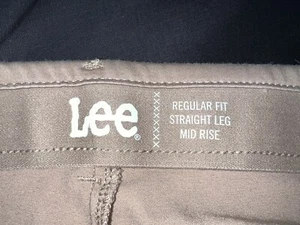 Lee®
REGULAR FIT
STRAIGHT LEG
MID RISE